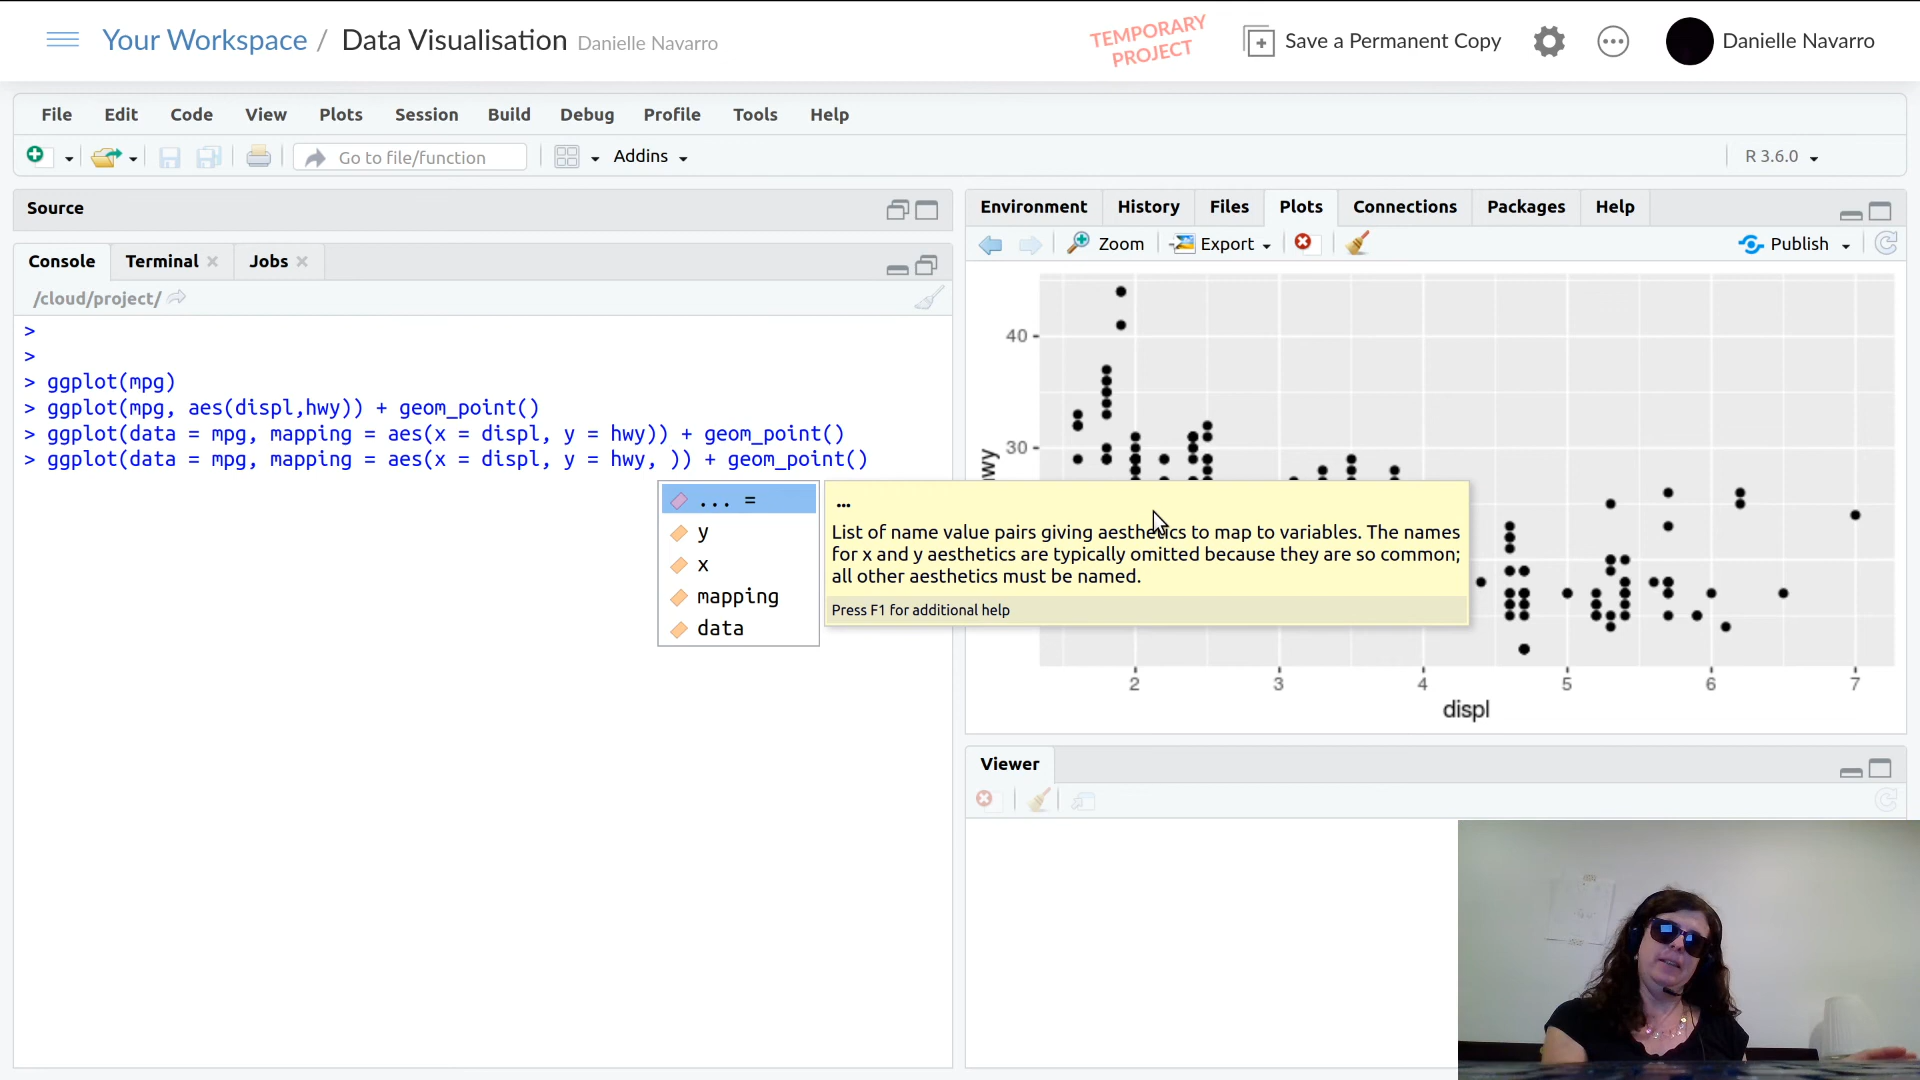 Your Workspace / Data Visualisation Danielle Navarro
TEMPORARY
PROJECT
Save a Permanent Copy
Danielle Navarro
File Edit Code View Plots Session Build Debug Profile Tools Help
Go to file/function
Addins
R 3.6.0
Source
Console Terminal Jobs
/cloud/project/
>
>
> ggplot(mpg)
> ggplot(mpg, aes(displ,hwy)) + geom_point()
> ggplot(data = mpg, mapping = aes(x = displ, y = hwy)) + geom_point()
> ggplot(data = mpg, mapping = aes(x = displ, y = hwy, )) + geom_point()
... =
y
x
mapping
data
...
List of name value pairs giving aesthetics to map to variables. The names
for x and y aesthetics are typically omitted because they are so common;
all other aesthetics must be named.
Press F1 for additional help
Environment History Files Plots Connections Packages Help
Zoom Export Publish
40
30
hwy
2 3 4 5 6 7
displ
Viewer